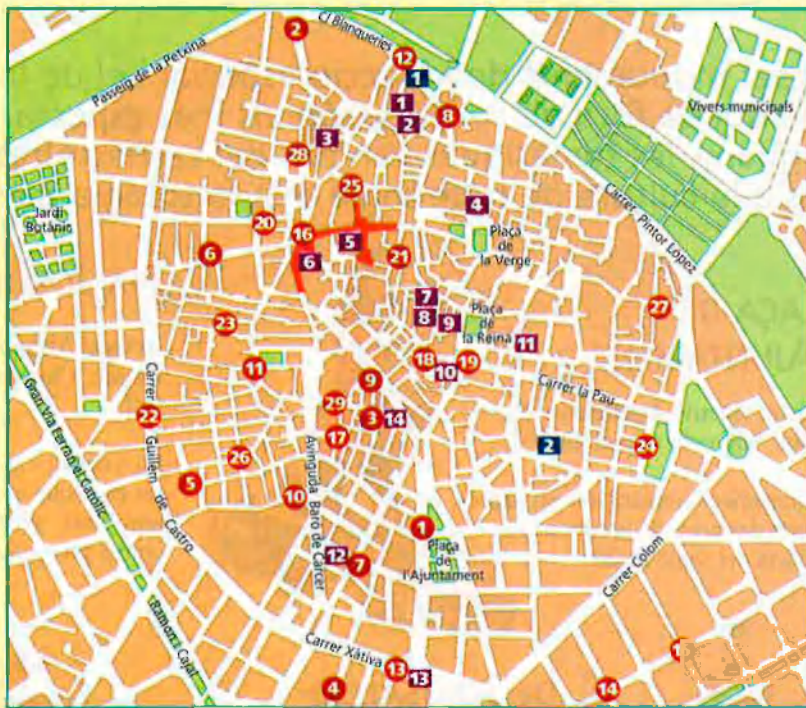 2
C/ Blanqueries
12
1
Passeig de la Petxina
1
2
8
Vivers municipals
3
28
25
4
Carrer Pintor López
Jardí
Botànic
20
16
5
6
6
21
Plaça
de
la Verge
7
8
9
Plaça
de
la Reina
27
23
11
11
18
10
19
9
Carrer la Pau
22
29
3
14
17
2
24
26
5
10
Carrer Guillem de Castro
Gran Via Ferran el Catòlic
Avinguda Baró de Càrcer
1
Plaça
de
l'Ajuntament
12
7
Carrer Colom
Ramon i Cajal
Carrer Xàtiva
13
13
4
14